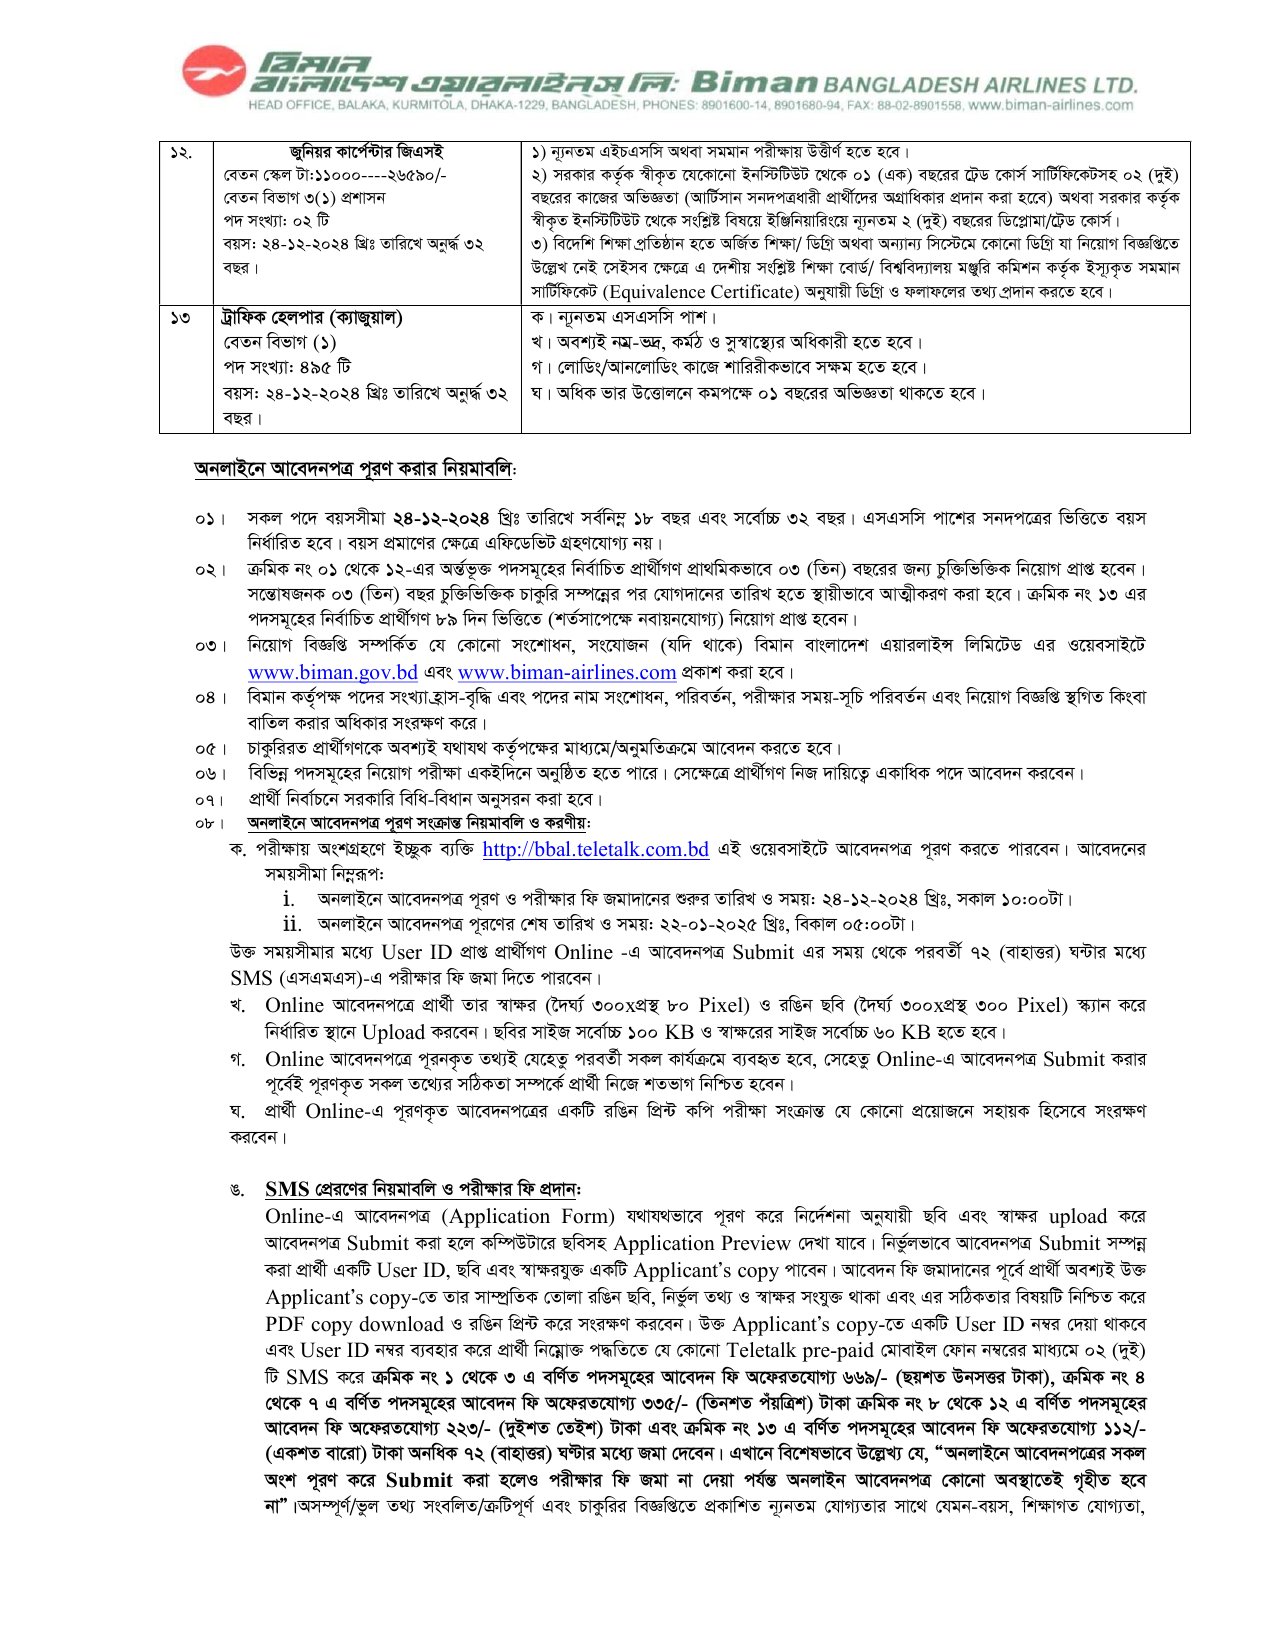 বিমান
বাংলাদেশ এয়ারলাইন্স লি: Biman BANGLADESH AIRLINES LTD.
HEAD OFFICE, BALAKA, KURMITOLA, DHAKA-1229, BANGLADESH, PHONES: 8901600-14, 8901680-94, FAX: 88-02-8901558, www.biman-airlines.com
১২.
জুনিয়র কার্পেন্টার জিএসই
বেতন স্কেল টা:১১০০০----২৬৫৯০/-
বেতন বিভাগ ৩(১) প্রশাসন
পদ সংখ্যা: ০২ টি
বয়স: ২৪-১২-২০২৪ খ্রিঃ তারিখে অনুর্দ্ধ ৩২
বছর।
১) ন্যূনতম এইচএসসি অথবা সমমান পরীক্ষায় উত্তীর্ণ হতে হবে।
২) সরকার কর্তৃক স্বীকৃত যেকোনো ইনস্টিটিউট থেকে ০১ (এক) বছরের ট্রেড কোর্স সার্টিফিকেটসহ ০২ (দুই)
বছরের কাজের অভিজ্ঞতা (আর্টিসান সনদপত্রধারী প্রার্থীদের অগ্রাধিকার প্রদান করা হবে) অথবা সরকার কর্তৃক
স্বীকৃত ইনস্টিটিউট থেকে সংশ্লিষ্ট বিষয়ে ইঞ্জিনিয়ারিংয়ে ন্যূনতম ২ (দুই) বছরের ডিপ্লোমা/ট্রেড কোর্স।
৩) বিদেশি শিক্ষা প্রতিষ্ঠান হতে অর্জিত শিক্ষা/ ডিগ্রি অথবা অন্যান্য সিস্টেমে কোনো ডিগ্রি যা নিয়োগ বিজ্ঞপ্তিতে
উল্লেখ নেই সেইসব ক্ষেত্রে এ দেশীয় সংশ্লিষ্ট শিক্ষা বোর্ড/ বিশ্ববিদ্যালয় মঞ্জুরি কমিশন কর্তৃক ইস্যূকৃত সমমান
সার্টিফিকেট (Equivalence Certificate) অনুযায়ী ডিগ্রি ও ফলাফলের তথ্য প্রদান করতে হবে।
১৩
ট্রাফিক হেলপার (ক্যাজুয়াল)
বেতন বিভাগ (১)
পদ সংখ্যা: ৪৯৫ টি
বয়স: ২৪-১২-২০২৪ খ্রিঃ তারিখে অনুর্দ্ধ ৩২
বছর।
ক। ন্যূনতম এসএসসি পাশ।
খ। অবশ্যই নম্র-ভদ্র, কর্মঠ ও সুস্বাস্থ্যের অধিকারী হতে হবে।
গ। লোডিং/আনলোডিং কাজে শারিরীকভাবে সক্ষম হতে হবে।
ঘ। অধিক ভার উত্তোলনে কমপক্ষে ০১ বছরের অভিজ্ঞতা থাকতে হবে।
অনলাইনে আবেদনপত্র পূরণ করার নিয়মাবলি:
০১। সকল পদে বয়সসীমা ২৪-১২-২০২৪ খ্রিঃ তারিখে সর্বনিম্ন ১৮ বছর এবং সর্বোচ্চ ৩২ বছর। এসএসসি পাশের সনদপত্রের ভিত্তিতে বয়স
নির্ধারিত হবে। বয়স প্রমাণের ক্ষেত্রে এফিডেভিট গ্রহণযোগ্য নয়।
০২। ক্রমিক নং ০১ থেকে ১২-এর অর্ন্তভূক্ত পদসমূহের নির্বাচিত প্রার্থীগণ প্রাথমিকভাবে ০৩ (তিন) বছরের জন্য চুক্তিভিক্তিক নিয়োগ প্রাপ্ত হবেন।
সন্তোষজনক ০৩ (তিন) বছর চুক্তিভিক্তিক চাকুরি সম্পন্নের পর যোগদানের তারিখ হতে স্থায়ীভাবে আত্মীকরণ করা হবে। ক্রমিক নং ১৩ এর
পদসমূহের নির্বাচিত প্রার্থীগণ ৮৯ দিন ভিত্তিতে (শর্তসাপেক্ষে নবায়নযোগ্য) নিয়োগ প্রাপ্ত হবেন।
০৩। নিয়োগ বিজ্ঞপ্তি সম্পর্কিত যে কোনো সংশোধন, সংযোজন (যদি থাকে) বিমান বাংলাদেশ এয়ারলাইন্স লিমিটেড এর ওয়েবসাইটে
www.biman.gov.bd এবং www.biman-airlines.com প্রকাশ করা হবে।
০৪। বিমান কর্তৃপক্ষ পদের সংখ্যা হ্রাস-বৃদ্ধি এবং পদের নাম সংশোধন, পরিবর্তন, পরীক্ষার সময়-সূচি পরিবর্তন এবং নিয়োগ বিজ্ঞপ্তি স্থগিত কিংবা
বাতিল করার অধিকার সংরক্ষণ করে।
০৫। চাকুরিরত প্রার্থীগণকে অবশ্যই যথাযথ কর্তৃপক্ষের মাধ্যমে/অনুমতিক্রমে আবেদন করতে হবে।
০৬। বিভিন্ন পদসমূহের নিয়োগ পরীক্ষা একইদিনে অনুষ্ঠিত হতে পারে। সেক্ষেত্রে প্রার্থীগণ নিজ দায়িত্বে একাধিক পদে আবেদন করবেন।
০৭। প্রার্থী নির্বাচনে সরকারি বিধি-বিধান অনুসরন করা হবে।
০৮। অনলাইনে আবেদনপত্র পূরণ সংক্রান্ত নিয়মাবলি ও করণীয়:
ক. পরীক্ষায় অংশগ্রহণে ইচ্ছুক ব্যক্তি http://bbal.teletalk.com.bd এই ওয়েবসাইটে আবেদনপত্র পূরণ করতে পারবেন। আবেদনের
সময়সীমা নিম্নরূপ:
i. অনলাইনে আবেদনপত্র পূরণ ও পরীক্ষার ফি জমাদানের শুরুর তারিখ ও সময়: ২৪-১২-২০২৪ খ্রিঃ, সকাল ১০:০০টা।
ii. অনলাইনে আবেদনপত্র পূরণের শেষ তারিখ ও সময়: ২২-০১-২০২৫ খ্রিঃ, বিকাল ০৫:০০টা।
উক্ত সময়সীমার মধ্যে User ID প্রাপ্ত প্রার্থীগণ Online -এ আবেদনপত্র Submit এর সময় থেকে পরবর্তী ৭২ (বাহাত্তর) ঘন্টার মধ্যে
SMS (এসএমএস)-এ পরীক্ষার ফি জমা দিতে পারবেন।
খ. Online আবেদনপত্রে প্রার্থী তার স্বাক্ষর (দৈর্ঘ্য ৩০০xপ্রস্থ ৮০ Pixel) ও রঙিন ছবি (দৈর্ঘ্য ৩০০xপ্রস্থ ৩০০ Pixel) স্ক্যান করে
নির্ধারিত স্থানে Upload করবেন। ছবির সাইজ সর্বোচ্চ ১০০ KB ও স্বাক্ষরের সাইজ সর্বোচ্চ ৬০ KB হতে হবে।
গ. Online আবেদনপত্রে পূরনকৃত তথ্যই যেহেতু পরবর্তী সকল কার্যক্রমে ব্যবহৃত হবে, সেহেতু Online-এ আবেদনপত্র Submit করার
পূর্বেই পূরণকৃত সকল তথ্যের সঠিকতা সম্পর্কে প্রার্থী নিজে শতভাগ নিশ্চিত হবেন।
ঘ. প্রার্থী Online-এ পূরণকৃত আবেদনপত্রের একটি রঙিন প্রিন্ট কপি পরীক্ষা সংক্রান্ত যে কোনো প্রয়োজনে সহায়ক হিসেবে সংরক্ষণ
করবেন।
ঙ. SMS প্রেরণের নিয়মাবলি ও পরীক্ষার ফি প্রদান:
Online-এ আবেদনপত্র (Application Form) যথাযথভাবে পূরণ করে নির্দেশনা অনুযায়ী ছবি এবং স্বাক্ষর upload করে
আবেদনপত্র Submit করা হলে কম্পিউটারে ছবিসহ Application Preview দেখা যাবে। নির্ভুলভাবে আবেদনপত্র Submit সম্পন্ন
করা প্রার্থী একটি User ID, ছবি এবং স্বাক্ষরযুক্ত একটি Applicant’s copy পাবেন। আবেদন ফি জমাদানের পূর্বে প্রার্থী অবশ্যই উক্ত
Applicant’s copy-তে তার সাম্প্রতিক তোলা রঙিন ছবি, নির্ভুল তথ্য ও স্বাক্ষর সংযুক্ত থাকা এবং এর সঠিকতার বিষয়টি নিশ্চিত করে
PDF copy download ও রঙিন প্রিন্ট করে সংরক্ষণ করবেন। উক্ত Applicant’s copy-তে একটি User ID নম্বর দেয়া থাকবে
এবং User ID নম্বর ব্যবহার করে প্রার্থী নিম্নোক্ত পদ্ধতিতে যে কোনো Teletalk pre-paid মোবাইল ফোন নম্বরের মাধ্যমে ০২ (দুই)
টি SMS করে ক্রমিক নং ১ থেকে ৩ এ বর্ণিত পদসমূহের আবেদন ফি অফেরতযোগ্য ৬৬৯/- (ছয়শত উনসত্তর টাকা), ক্রমিক নং ৪
থেকে ৭ এ বর্ণিত পদসমূহের আবেদন ফি অফেরতযোগ্য ৩৩৫/- (তিনশত পঁয়ত্রিশ) টাকা ক্রমিক নং ৮ থেকে ১২ এ বর্ণিত পদসমূহের
আবেদন ফি অফেরতযোগ্য ২২৩/- (দুইশত তেইশ) টাকা এবং ক্রমিক নং ১৩ এ বর্ণিত পদসমূহের আবেদন ফি অফেরতযোগ্য ১১২/-
(একশত বারো) টাকা অনধিক ৭২ (বাহাত্তর) ঘণ্টার মধ্যে জমা দেবেন। এখানে বিশেষভাবে উল্লেখ্য যে, “অনলাইনে আবেদনপত্রের সকল
অংশ পূরণ করে Submit করা হলেও পরীক্ষার ফি জমা না দেয়া পর্যন্ত অনলাইন আবেদনপত্র কোনো অবস্থাতেই গৃহীত হবে
না”।অসম্পূর্ণ/ভুল তথ্য সংবলিত/ত্রুটিপূর্ণ এবং চাকুরির বিজ্ঞপ্তিতে প্রকাশিত ন্যূনতম যোগ্যতার সাথে যেমন-বয়স, শিক্ষাগত যোগ্যতা,